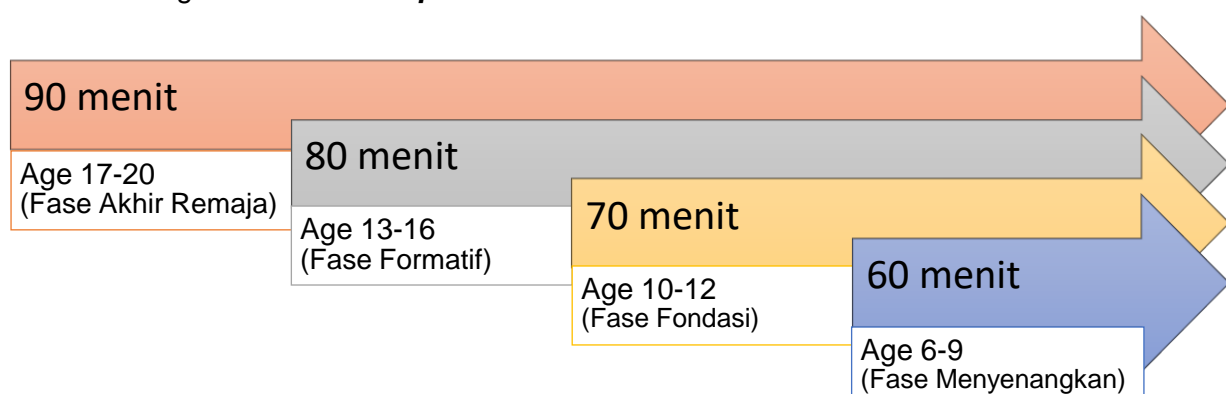 90 menit
Age 17-20
(Fase Akhir Remaja)
80 menit
Age 13-16
(Fase Formatif)
70 menit
Age 10-12
(Fase Fondasi)
60 menit
Age 6-9
(Fase Menyenangkan)